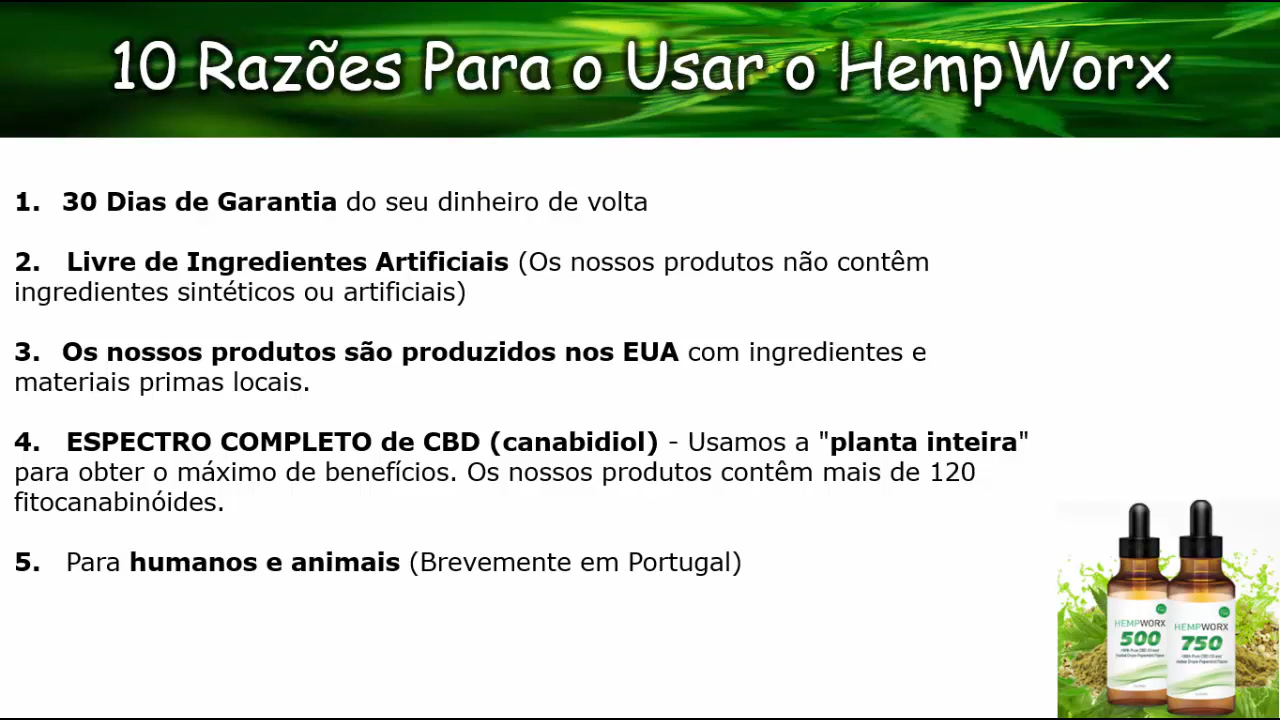 10 Razões Para o Usar o HempWorx
1. 30 Dias de Garantia do seu dinheiro de volta
2. Livre de Ingredientes Artificiais (Os nossos produtos não contêm
ingredientes sintéticos ou artificiais)
3. Os nossos produtos são produzidos nos EUA com ingredientes e
materiais primas locais.
4. ESPECTRO COMPLETO de CBD (canabidiol) - Usamos a "planta inteira"
para obter o máximo de benefícios. Os nossos produtos contêm mais de 120
fitocanabinóides.
5. Para humanos e animais (Brevemente em Portugal)
HEMPWORX
500
HEMPWORX
750